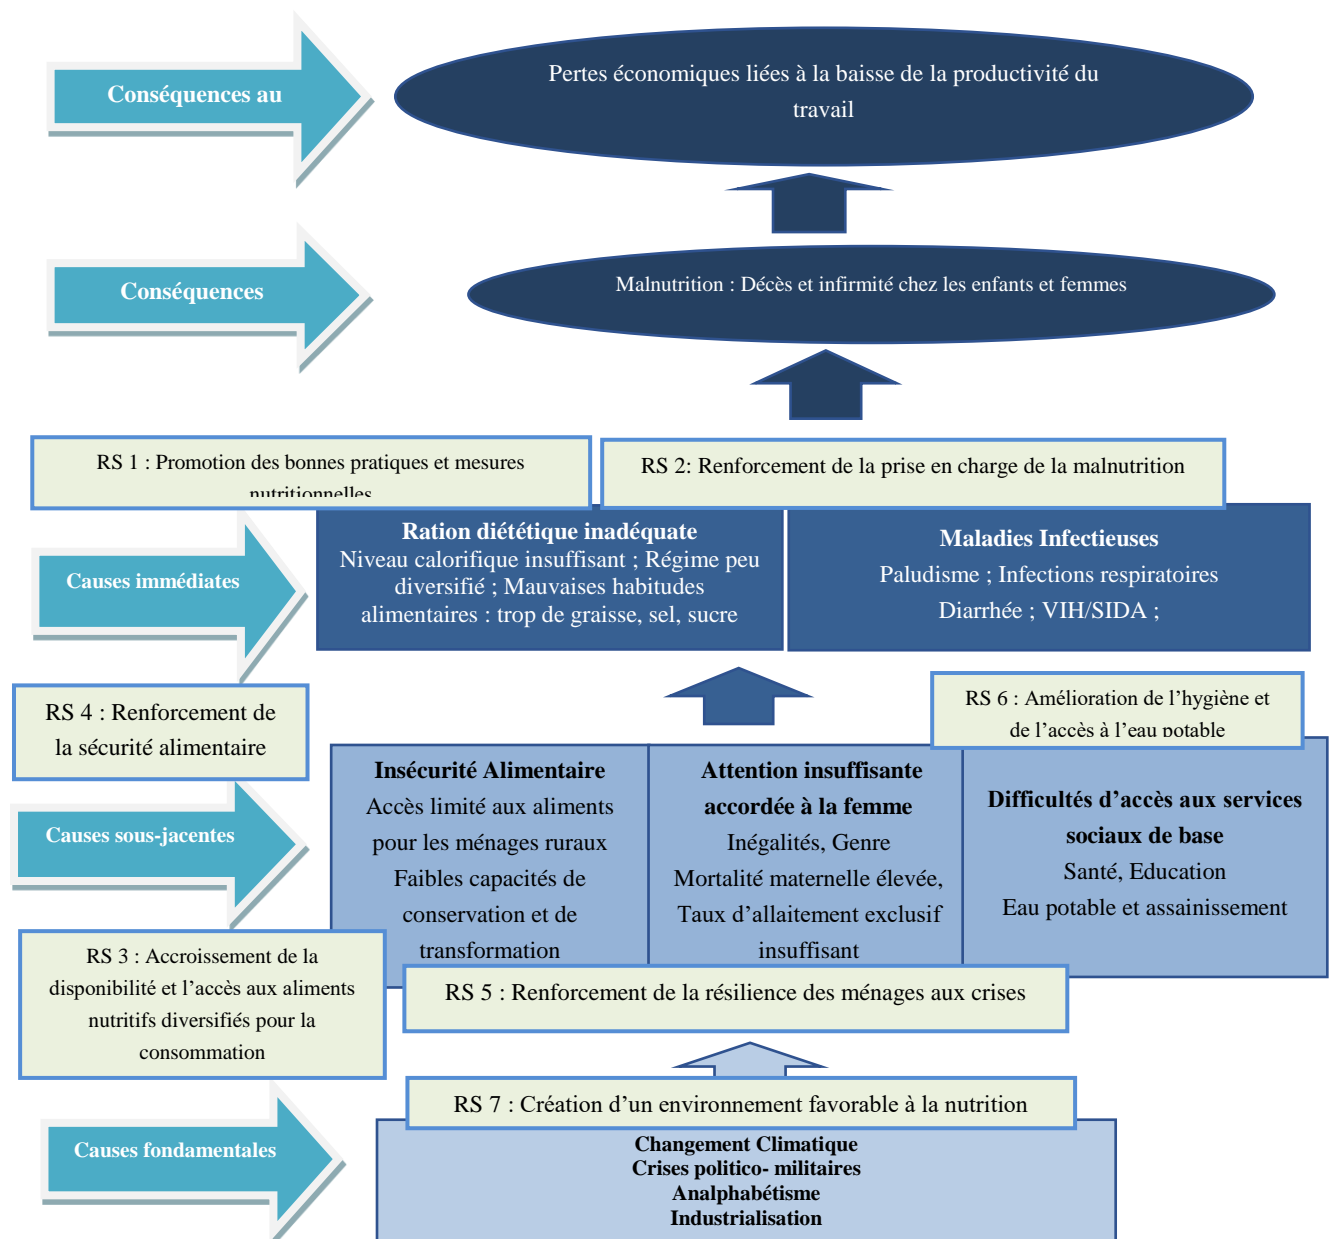 Conséquences au
Pertes économiques liées à la baisse de la productivité du
travail
Conséquences
Malnutrition : Décès et infirmité chez les enfants et femmes
RS 1 : Promotion des bonnes pratiques et mesures
nutritionnelles
RS 2: Renforcement de la prise en charge de la malnutrition
Causes immédiates
Ration diététique inadéquate
Niveau calorifique insuffisant ; Régime peu
diversifié ; Mauvaises habitudes
alimentaires : trop de graisse, sel, sucre
Maladies Infectieuses
Paludisme ; Infections respiratoires
Diarrhée ; VIH/SIDA ;
RS 4 : Renforcement de
la sécurité alimentaire
RS 6 : Amélioration de l’hygiène et
de l’accès à l’eau potable
Causes sous-jacentes
Insécurité Alimentaire
Accès limité aux aliments
pour les ménages ruraux
Faibles capacités de
conservation et de
transformation
Attention insuffisante
accordée à la femme
Inégalités, Genre
Mortalité maternelle élevée,
Taux d’allaitement exclusif
insuffisant
Difficultés d’accès aux services
sociaux de base
Santé, Education
Eau potable et assainissement
RS 3 : Accroissement de la
disponibilité et l’accès aux aliments
nutritifs diversifiés pour la
consommation
RS 5 : Renforcement de la résilience des ménages aux crises
RS 7 : Création d’un environnement favorable à la nutrition
Causes fondamentales
Changement Climatique
Crises politico- militaires
Analphabétisme
Industrialisation